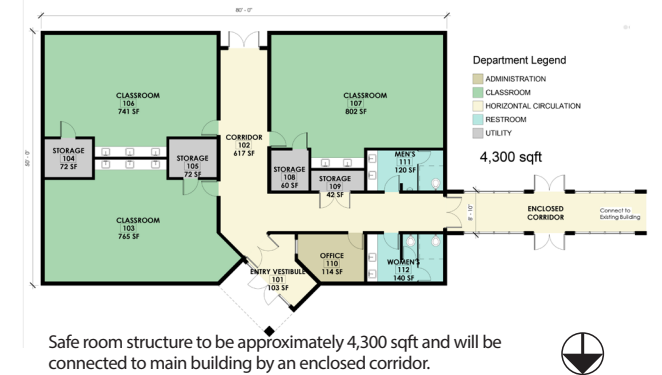 80' - 0"
50' - 0"
CLASSROOM
106
741 SF
CLASSROOM
107
802 SF
CORRIDOR
102
617 SF
STORAGE
104
72 SF
STORAGE
105
72 SF
STORAGE
108
60 SF
STORAGE
109
42 SF
MEN'S
111
120 SF
CLASSROOM
103
765 SF
ENTRY VESTIBULE
101
103 SF
OFFICE
110
114 SF
WOMEN'S
112
140 SF
ENCLOSED
CORRIDOR
Connect to
Existing Building
Department Legend
ADMINISTRATION
CLASSROOM
HORIZONTAL CIRCULATION
RESTROOM
UTILITY
4,300 sqft
Safe room structure to be approximately 4,300 sqft and will be
connected to main building by an enclosed corridor.